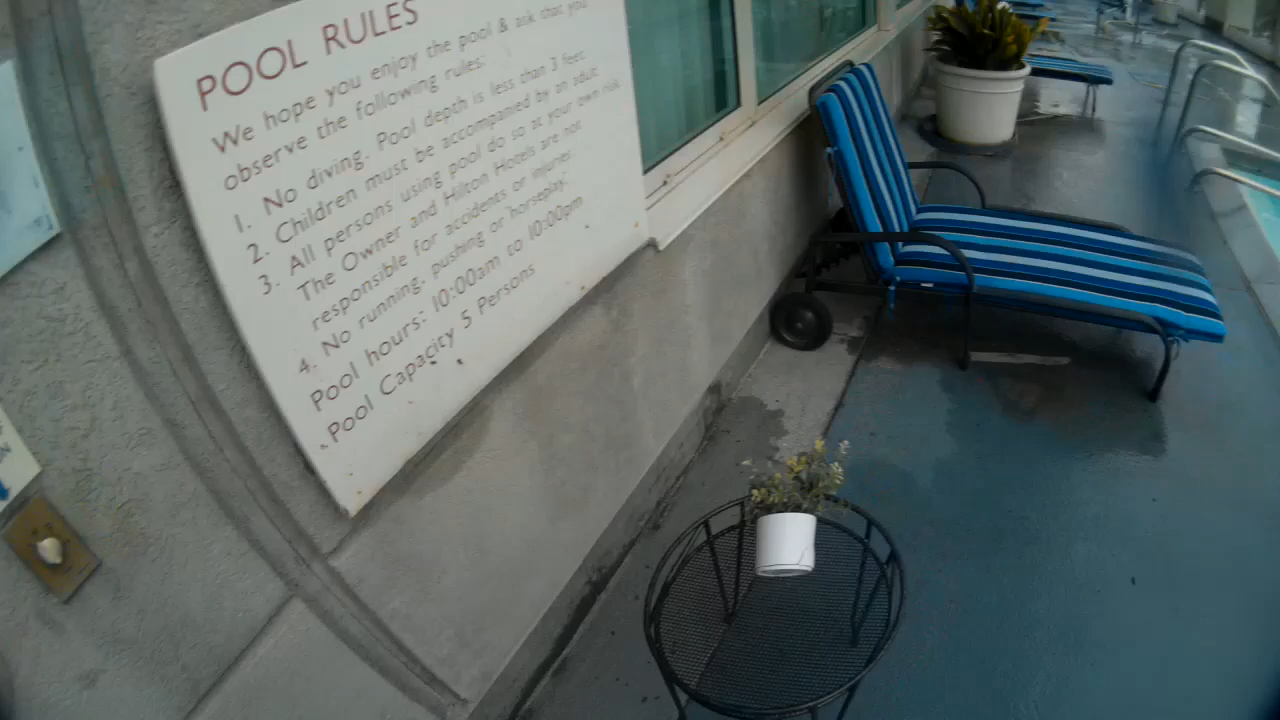 POOL RULES
We hope you enjoy the pool & ask that you
observe the following rules:
1. No diving. Pool depth is less than 3 feet
2. Children must be accompanied by an adult
3. All persons using pool do so at your own risk
The Owner and Hilton Hotels are not
responsible for accidents or injuries.
4. No running, pushing or horseplay.
Pool hours: 10:00am to 10:00pm
Pool Capacity 5 Persons